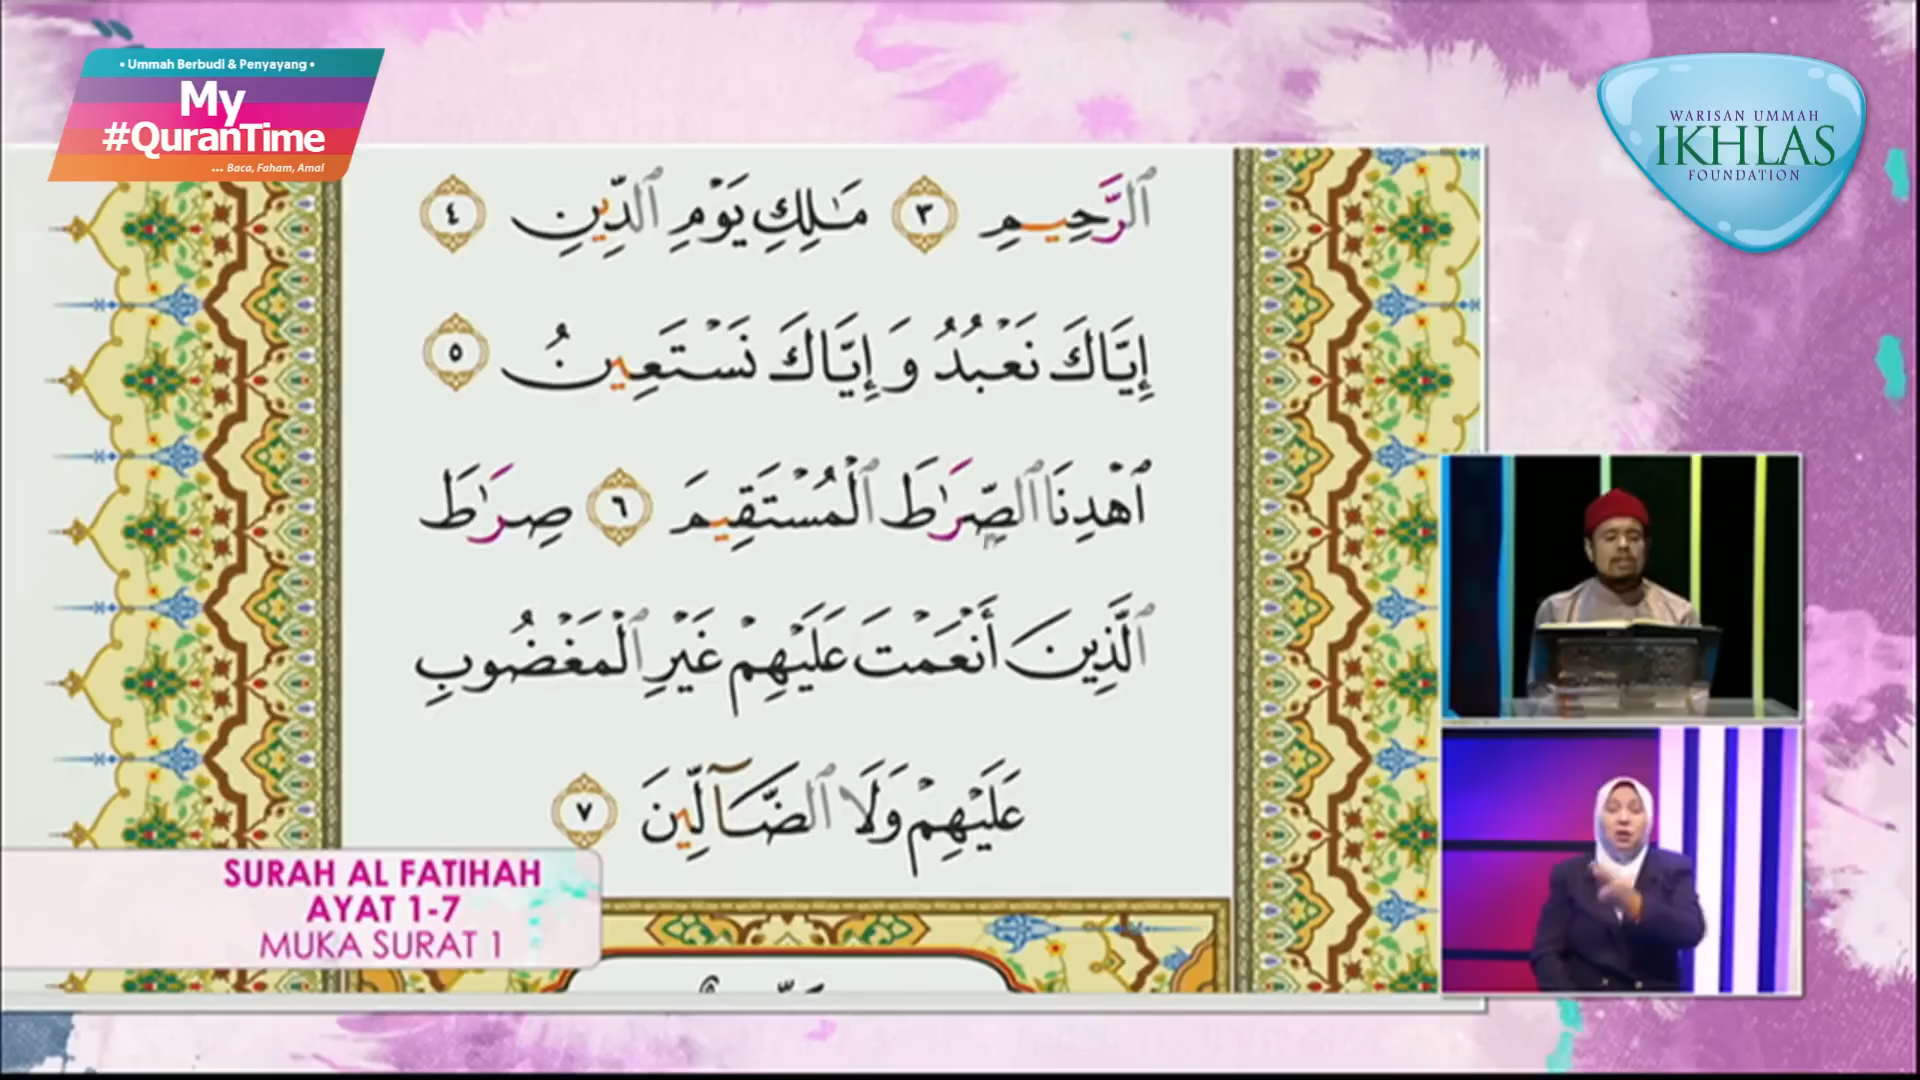 • Ummah Berbudi & Penyayang •
My
#QuranTime
... Baca, Faham, Amal
WARISAN UMMAH
IKHLAS
FOUNDATION
ٱلرَّحِيمِ ٣ مَـٰلِكِ يَوْمِ ٱلدِّينِ ٤
إِيَّاكَ نَعْبُدُ وَإِيَّاكَ نَسْتَعِينُ ٥
ٱهْدِنَا ٱلصِّرَٰطَ ٱلْمُسْتَقِيمَ ٦ صِرَٰطَ
ٱلَّذِينَ أَنْعَمْتَ عَلَيْهِمْ غَيْرِ ٱلْمَغْضُوبِ
عَلَيْهِمْ وَلَا ٱلضَّآلِّينَ ٧
SURAH AL FATIHAH
AYAT 1-7
MUKA SURAT 1